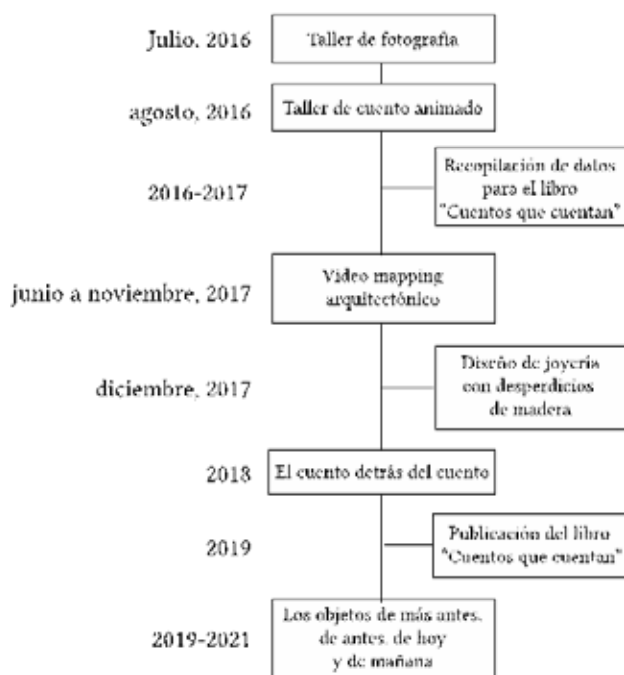 Julio, 2016
Taller de fotografía
agosto, 2016
Taller de cuento animado
2016-2017
Recopilación de datos
para el libro
"Cuentos que cuentan"
junio a noviembre, 2017
Video mapping
arquitectónico
diciembre, 2017
Diseño de joyería
con desperdicios
de madera
2018
El cuento detrás del cuento
2019
Publicación del libro
"Cuentos que cuentan"
2019-2021
Los objetos de más antes.
de antes. de hoy
y de mañana